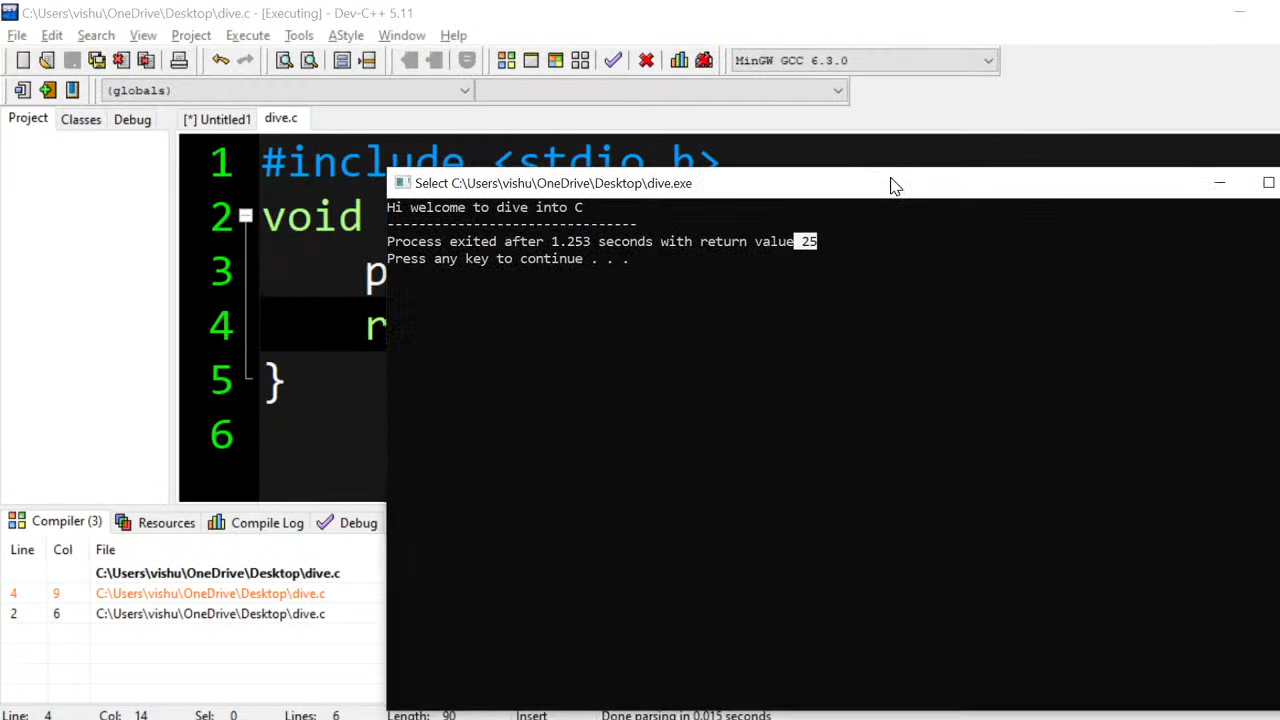 C:\Users\vishu\OneDrive\Desktop\dive.c - [Executing] - Dev-C++ 5.11
File Edit Search View Project Execute Tools AStyle Window Help
MinGW GCC 6.3.0
(globals)
Project Classes Debug [*] Untitled1 dive.c
1 #include <stdio.h>
Select C:\Users\vishu\OneDrive\Desktop\dive.exe
Hi welcome to dive into C
--------------------------------
Process exited after 1.253 seconds with return value 25
Press any key to continue . . .
2 void
3 p
4 r
5 }
6
Compiler (3) Resources Compile Log Debug
Line Col File
C:\Users\vishu\OneDrive\Desktop\dive.c
4 9 C:\Users\vishu\OneDrive\Desktop\dive.c
2 6 C:\Users\vishu\OneDrive\Desktop\dive.c
Line: 4 Col: 14 Sel: 0 Lines: 6 Length: 90 Insert Done parsing in 0.015 seconds